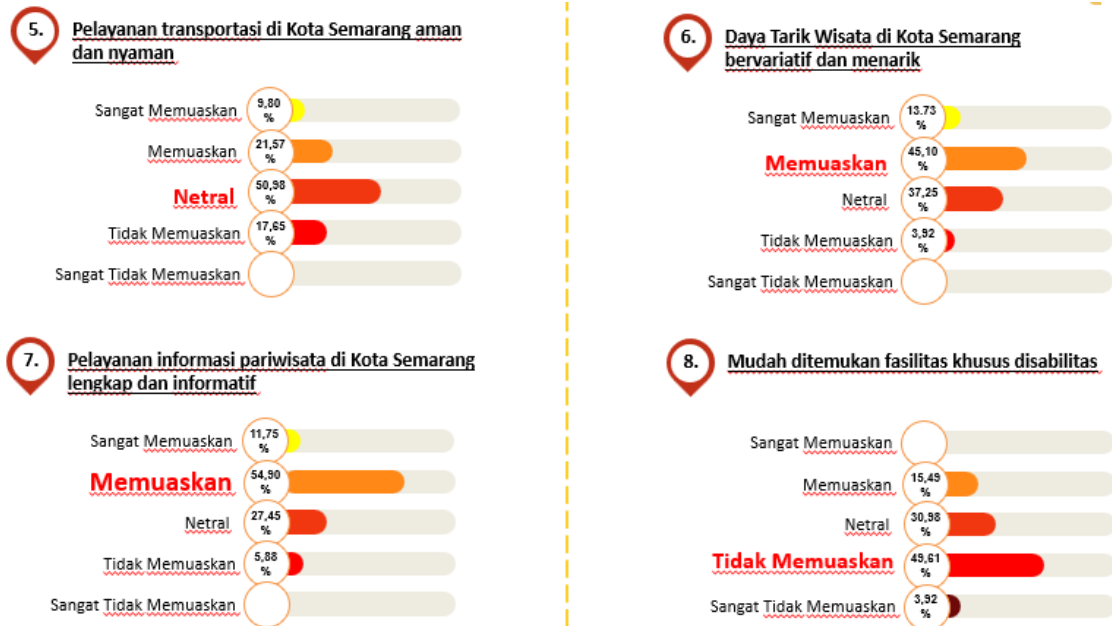 5.
Pelayanan transportasi di Kota Semarang aman
dan nyaman
Sangat Memuaskan
9,80
%
Memuaskan
21,57
%
Netral
50,98
%
Tidak Memuaskan
17,65
%
Sangat Tidak Memuaskan
6.
Daya Tarik Wisata di Kota Semarang
bervariatif dan menarik
Sangat Memuaskan
13.73
%
Memuaskan
45,10
%
Netral
37,25
%
Tidak Memuaskan
3,92
%
Sangat Tidak Memuaskan
7.
Pelayanan informasi pariwisata di Kota Semarang
lengkap dan informatif
Sangat Memuaskan
11,75
%
Memuaskan
54,90
%
Netral
27,45
%
Tidak Memuaskan
5,88
%
Sangat Tidak Memuaskan
8.
Mudah ditemukan fasilitas khusus disabilitas
Sangat Memuaskan
Memuaskan
15,49
%
Netral
30,98
%
Tidak Memuaskan
49,61
%
Sangat Tidak Memuaskan
3,92
%